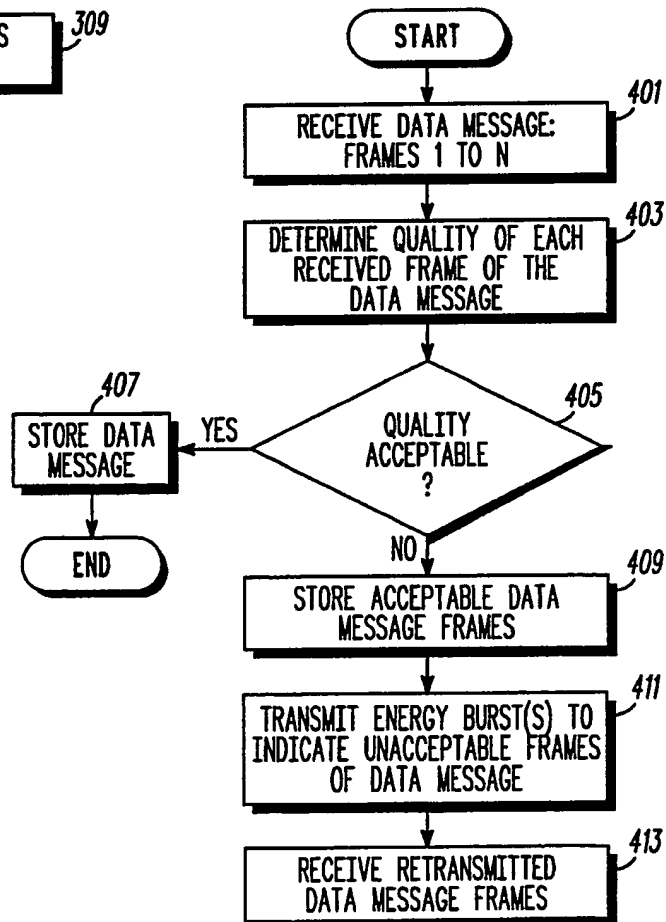 S
309
START
401
RECEIVE DATA MESSAGE:
FRAMES 1 TO N
403
DETERMINE QUALITY OF EACH
RECEIVED FRAME OF THE
DATA MESSAGE
405
QUALITY
ACCEPTABLE
?
YES
407
STORE DATA
MESSAGE
END
NO
409
STORE ACCEPTABLE DATA
MESSAGE FRAMES
411
TRANSMIT ENERGY BURST(S) TO
INDICATE UNACCEPTABLE FRAMES
OF DATA MESSAGE
413
RECEIVE RETRANSMITTED
DATA MESSAGE FRAMES